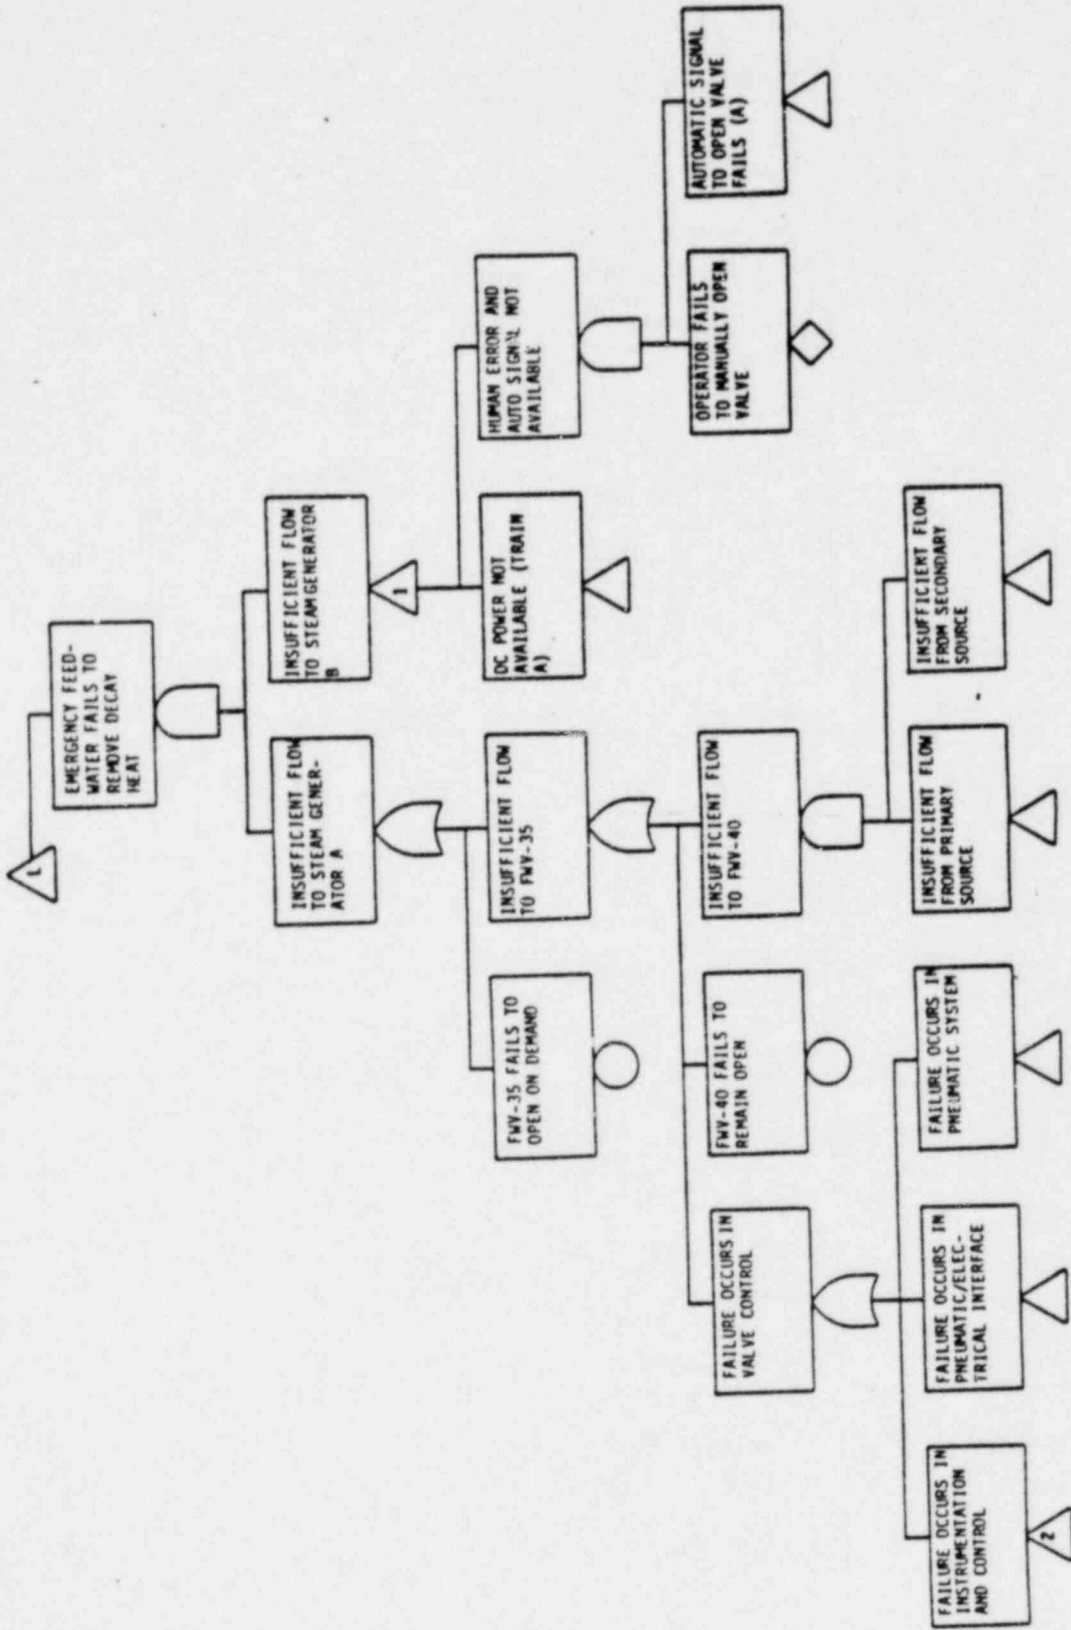 L
EMERGENCY FEED-
WATER FAILS TO
REMOVE DECAY
HEAT
INSUFFICIENT FLOW
TO STEAM GENER-
ATOR A
INSUFFICIENT FLOW
TO STEAMGENERATOR
B
1
FWV-35 FAILS TO
OPEN ON DEMAND
INSUFFICIENT FLOW
TO FWV-35
DC POWER NOT
AVAILABLE (TRAIN
A)
HUMAN ERROR AND
AUTO SIGNAL NOT
AVAILABLE
FAILURE OCCURS IN
VALVE CONTROL
FWV-40 FAILS TO
REMAIN OPEN
INSUFFICIENT FLOW
TO FWV-40
OPERATOR FAILS
TO MANUALLY OPEN
VALVE
AUTOMATIC SIGNAL
TO OPEN VALVE
FAILS (A)
FAILURE OCCURS IN
INSTRUMENTATION
AND CONTROL
2
FAILURE OCCURS IN
PNEUMATIC/ELEC-
TRICAL INTERFACE
FAILURE OCCURS IN
PNEUMATIC SYSTEM
INSUFFICIENT FLOW
FROM PRIMARY
SOURCE
INSUFFICIENT FLOW
FROM SECONDARY
SOURCE